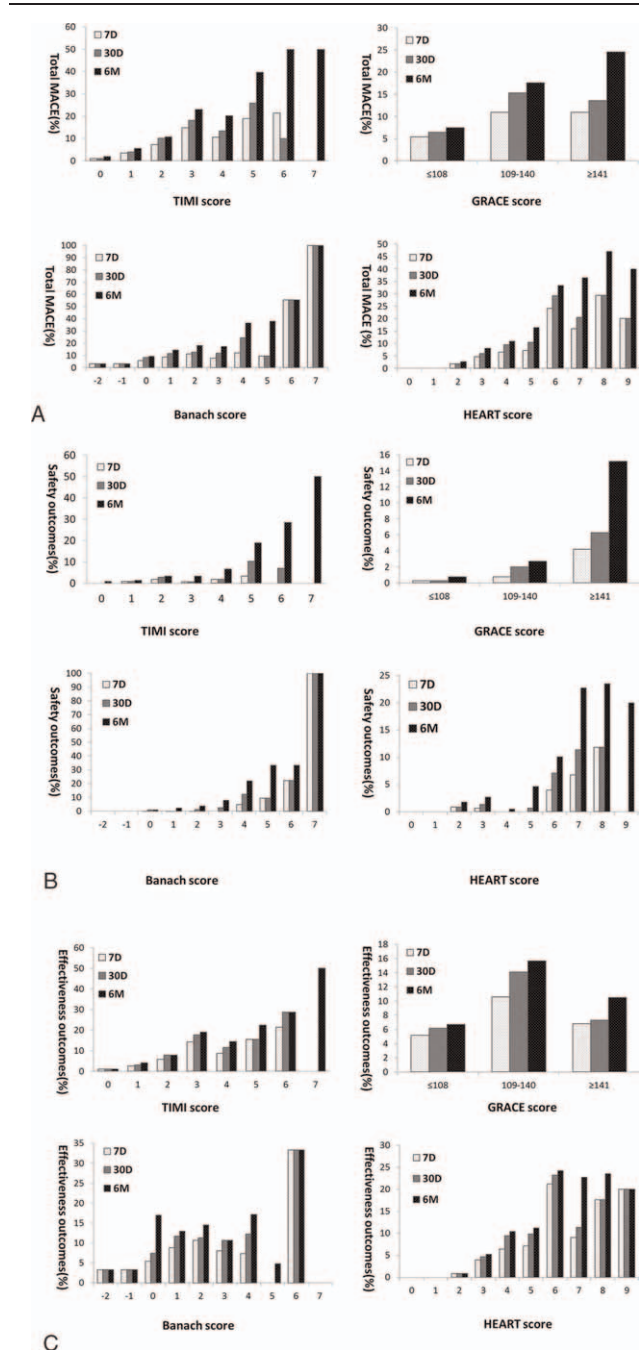 60
50
40
30
20
10
0
Total MACE(%)
7D
30D
6M
0 1 2 3 4 5 6 7
TIMI score
30
25
20
15
10
5
0
Total MACE(%)
7D
30D
6M
≤108 109-140 ≥141
GRACE score
100
90
80
70
60
50
40
30
20
10
0
Total MACE(%)
7D
30D
6M
-2 -1 0 1 2 3 4 5 6 7
Banach score
50
45
40
35
30
25
20
15
10
5
0
Total MACE (%)
7D
30D
6M
0 1 2 3 4 5 6 7 8 9
HEART score
A
60
50
40
30
20
10
0
Safety outcomes(%)
7D
30D
6M
0 1 2 3 4 5 6 7
TIMI score
16
14
12
10
8
6
4
2
0
Safety outcome(%)
7D
30D
6M
≤108 109-140 ≥141
GRACE score
100
90
80
70
60
50
40
30
20
10
0
Safety outcomes(%)
7D
30D
6M
-2 -1 0 1 2 3 4 5 6 7
Banach score
25
20
15
10
5
0
Safety outcomes(%)
7D
30D
6M
0 1 2 3 4 5 6 7 8 9
HEART score
B
60
50
40
30
20
10
0
Effectiveness outcomes(%)
7D
30D
6M
0 1 2 3 4 5 6 7
TIMI score
18
16
14
12
10
8
6
4
2
0
Effectiveness outcomes(%)
7D
30D
6M
≤108 109-140 ≥141
GRACE score
35
30
25
20
15
10
5
0
Effectiveness outcomes(%)
7D
30D
6M
-2 -1 0 1 2 3 4 5 6 7
Banach score
30
25
20
15
10
5
0
Effectiveness outcomes(%)
7D
30D
6M
0 1 2 3 4 5 6 7 8 9
HEART score
C